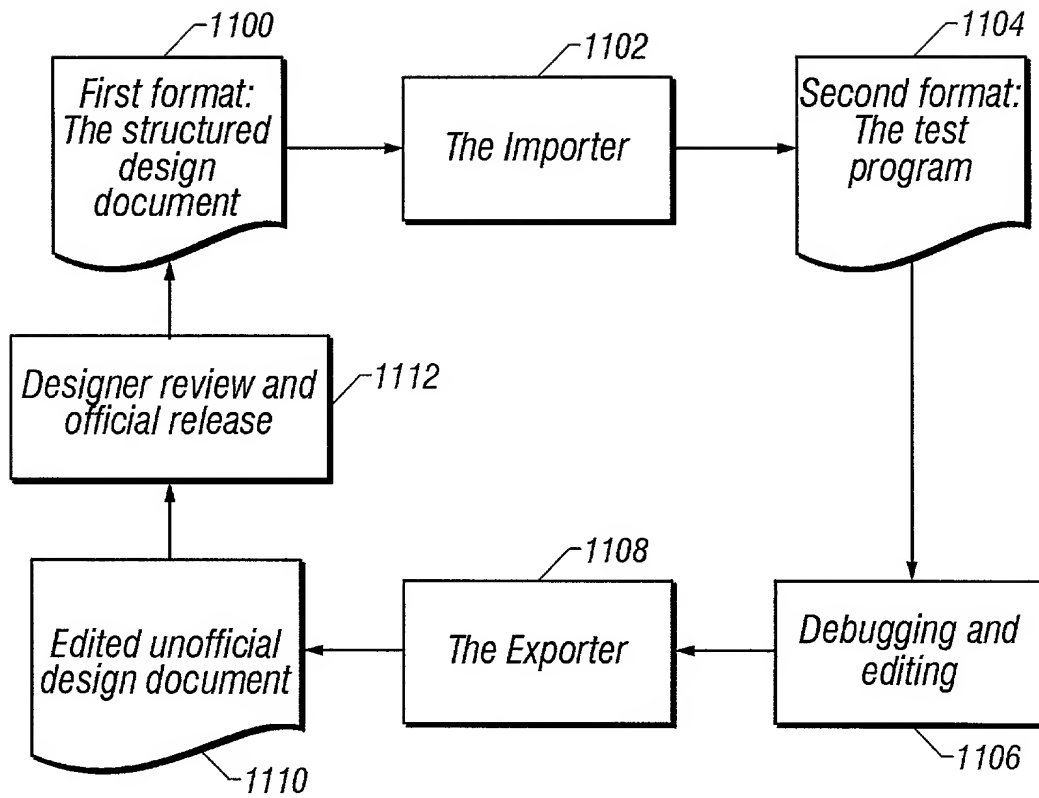 1100
First format:
The structured
design
document
1102
The Importer
1104
Second format:
The test
program
Designer review and
official release
1112
Edited unofficial
design document
1110
1108
The Exporter
Debugging and
editing
1106